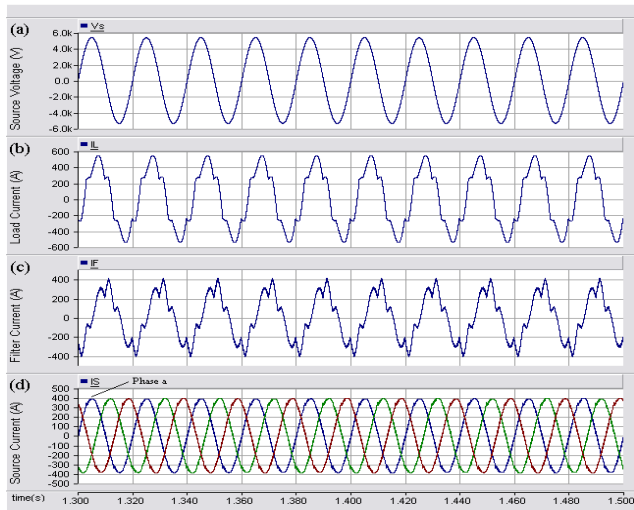 (a)
Vs
Source Voltage (V)
6.0k
4.0k
2.0k
0.0
-2.0k
-4.0k
-6.0k
(b)
IL
Load Current (A)
600
400
200
0
-200
-400
-600
(c)
IF
Filter Current (A)
400
200
0
-200
-400
(d)
IS
Phase a
Source Current (A)
500
400
300
200
100
0
-100
-200
-300
-400
-500
time(s) 1.300 1.320 1.340 1.360 1.380 1.400 1.420 1.440 1.460 1.480 1.500